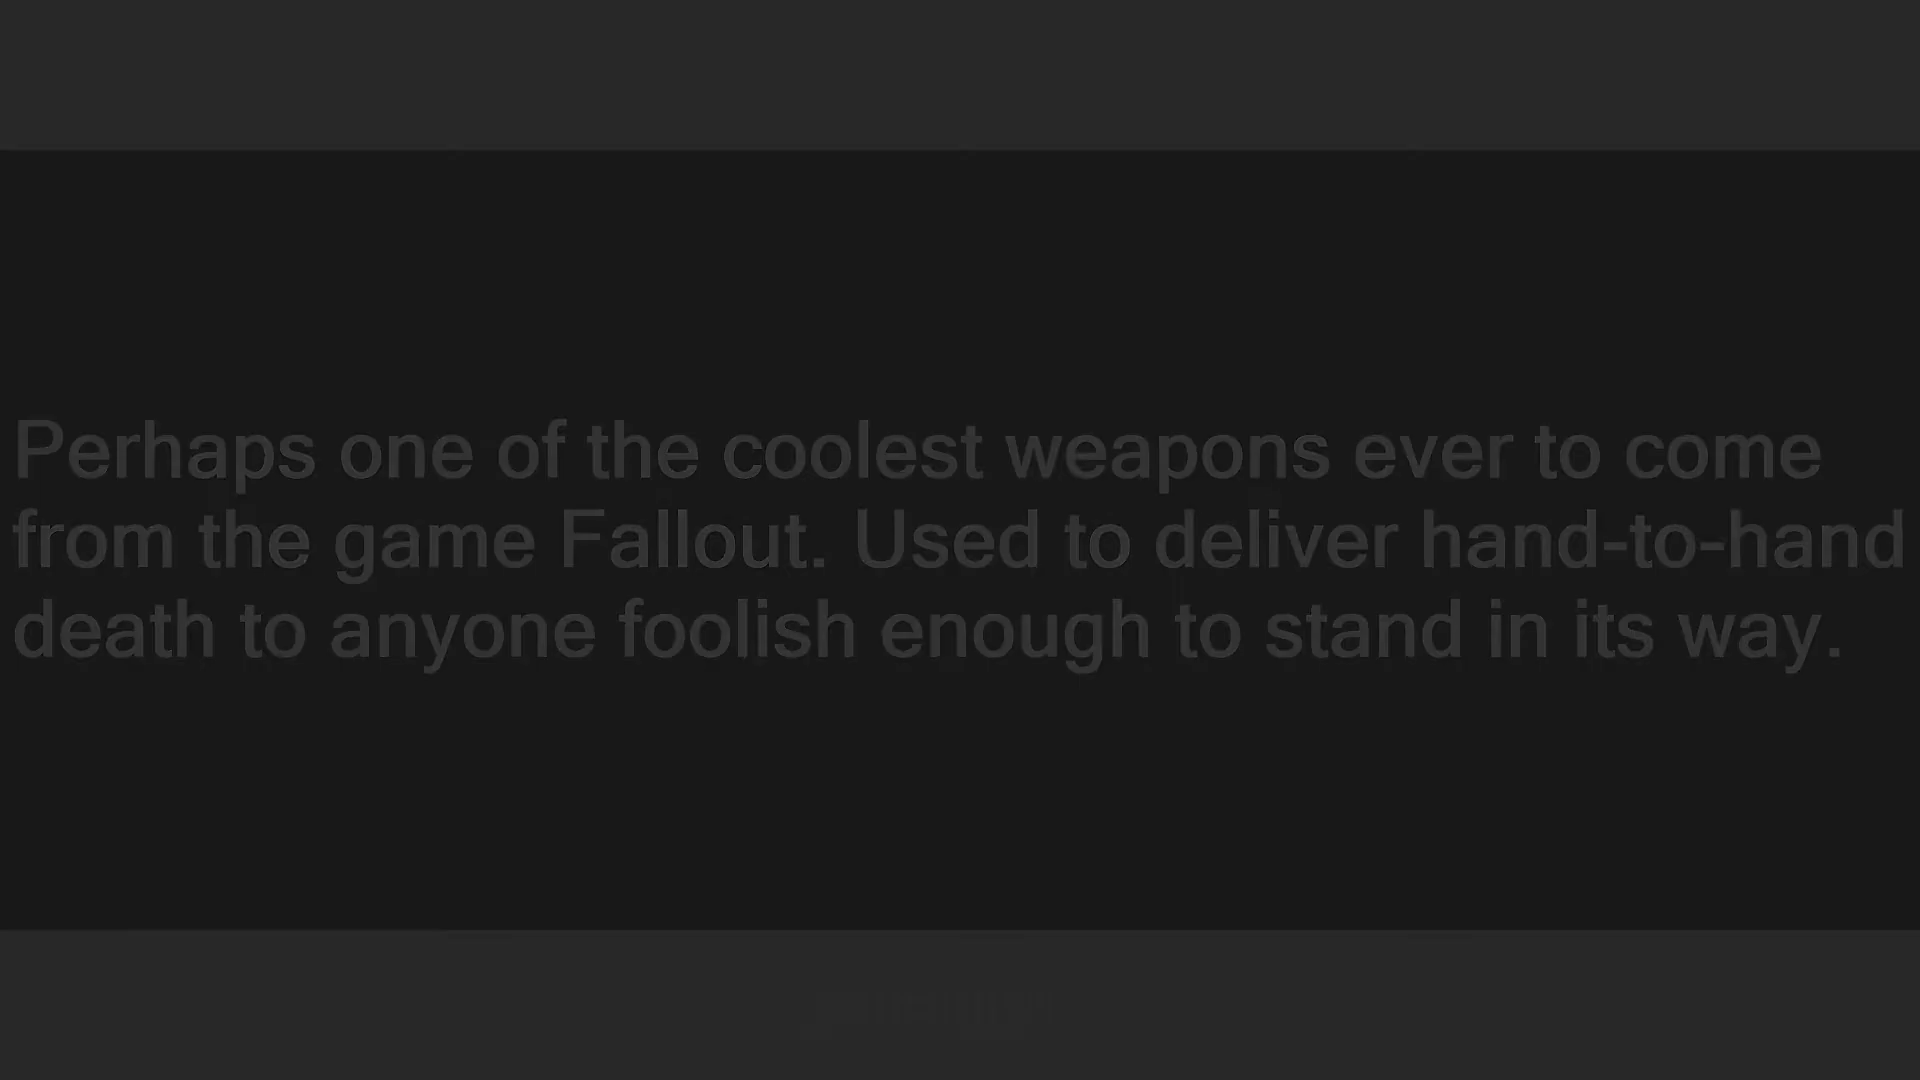 Perhaps one of the coolest weapons ever to come
from the game Fallout. Used to deliver hand-to-hand
death to anyone foolish enough to stand in its way.